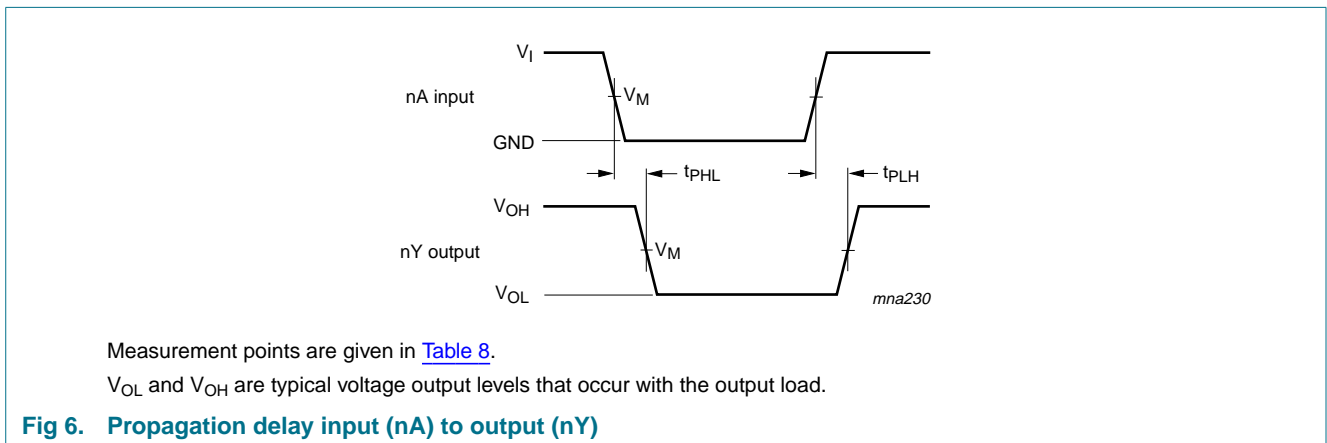 V_I
nA input
V_M
GND
t_PHL
t_PLH
V_OH
nY output
V_M
V_OL
mna230
Measurement points are given in Table 8.
V_OL and V_OH are typical voltage output levels that occur with the output load.
Fig 6. Propagation delay input (nA) to output (nY)